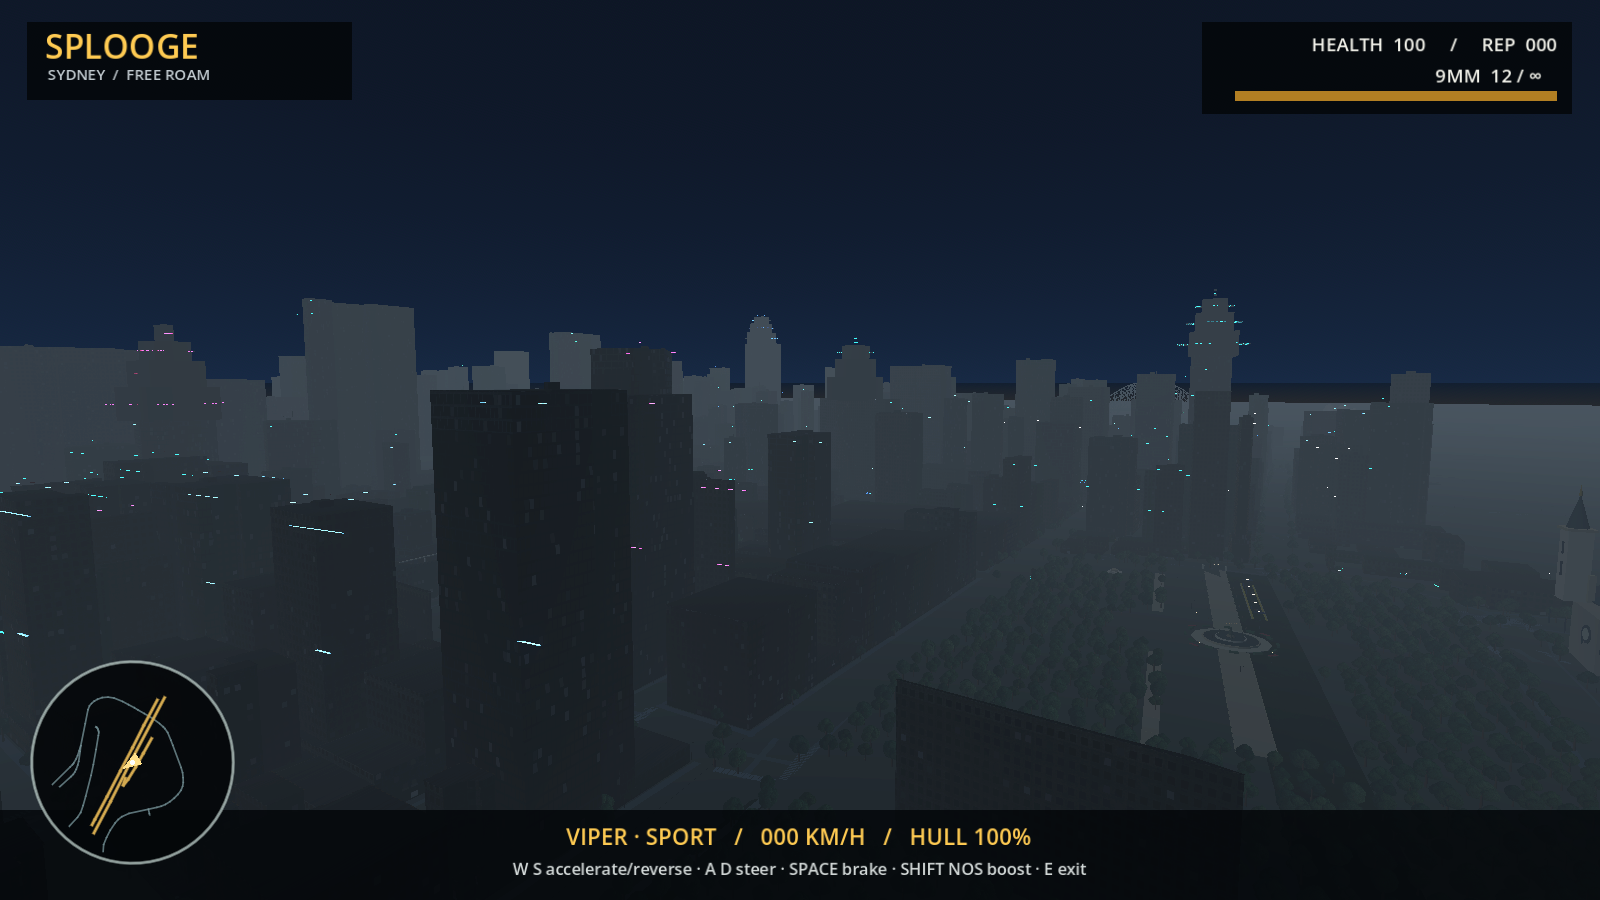 SPLOOGE
SYDNEY / FREE ROAM
HEALTH 100 / REP 000
9MM 12 / ∞
VIPER · SPORT / 000 KM/H / HULL 100%
W S accelerate/reverse · A D steer · SPACE brake · SHIFT NOS boost · E exit